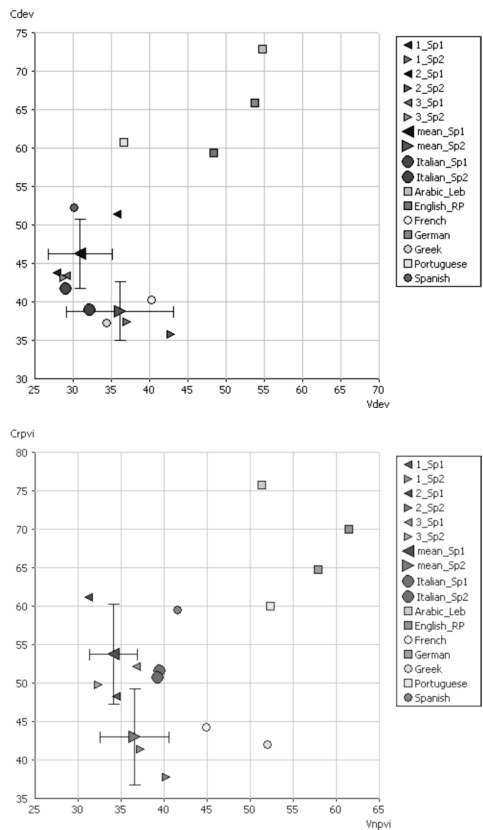 Cdev
75
70
65
60
55
50
45
40
35
30
25 30 35 40 45 50 55 60 65 70
Vdev
1_Sp1
1_Sp2
2_Sp1
2_Sp2
3_Sp1
3_Sp2
mean_Sp1
mean_Sp2
Italian_Sp1
Italian_Sp2
Arabic_Leb
English_RP
French
German
Greek
Portuguese
Spanish
Crpvi
80
75
70
65
60
55
50
45
40
35
25 30 35 40 45 50 55 60 65
Vnpvi
1_Sp1
1_Sp2
2_Sp1
2_Sp2
3_Sp1
3_Sp2
mean_Sp1
mean_Sp2
Italian_Sp1
Italian_Sp2
Arabic_Leb
English_RP
French
German
Greek
Portuguese
Spanish